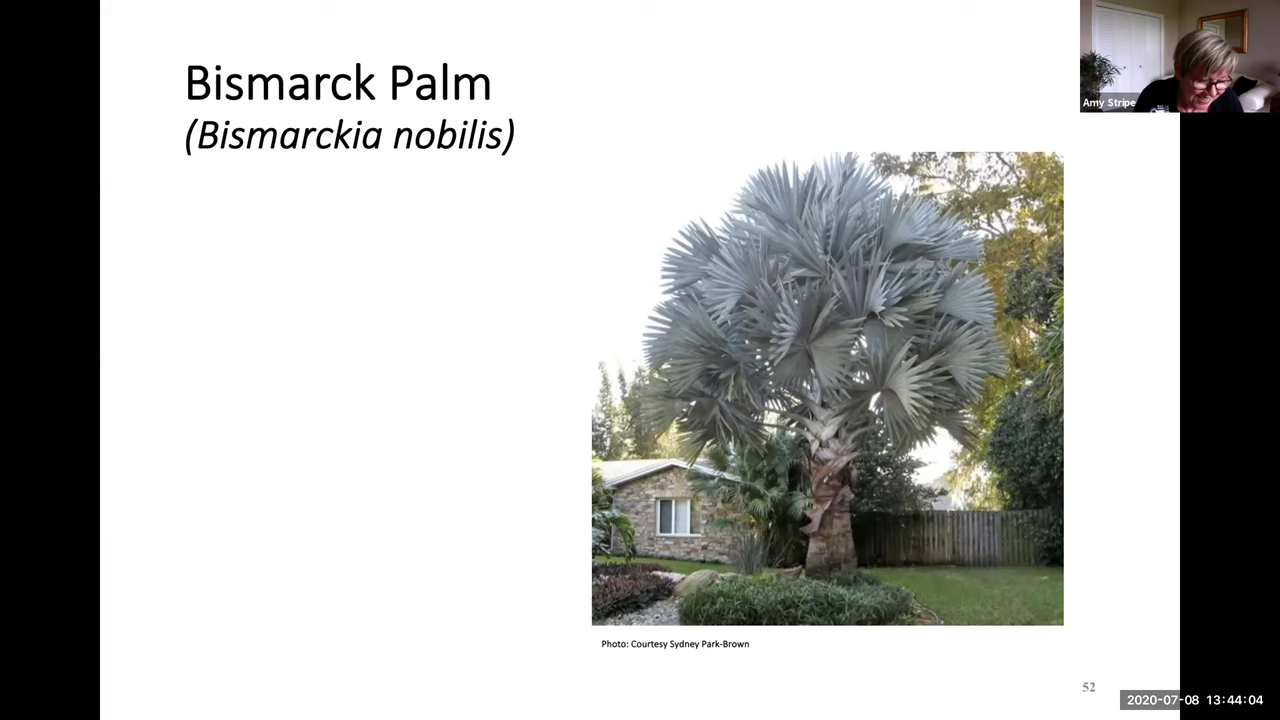 Bismarck Palm
(Bismarckia nobilis)
Amy Stripe
Photo: Courtesy Sydney Park-Brown
52
2020-07-08 13:44:04